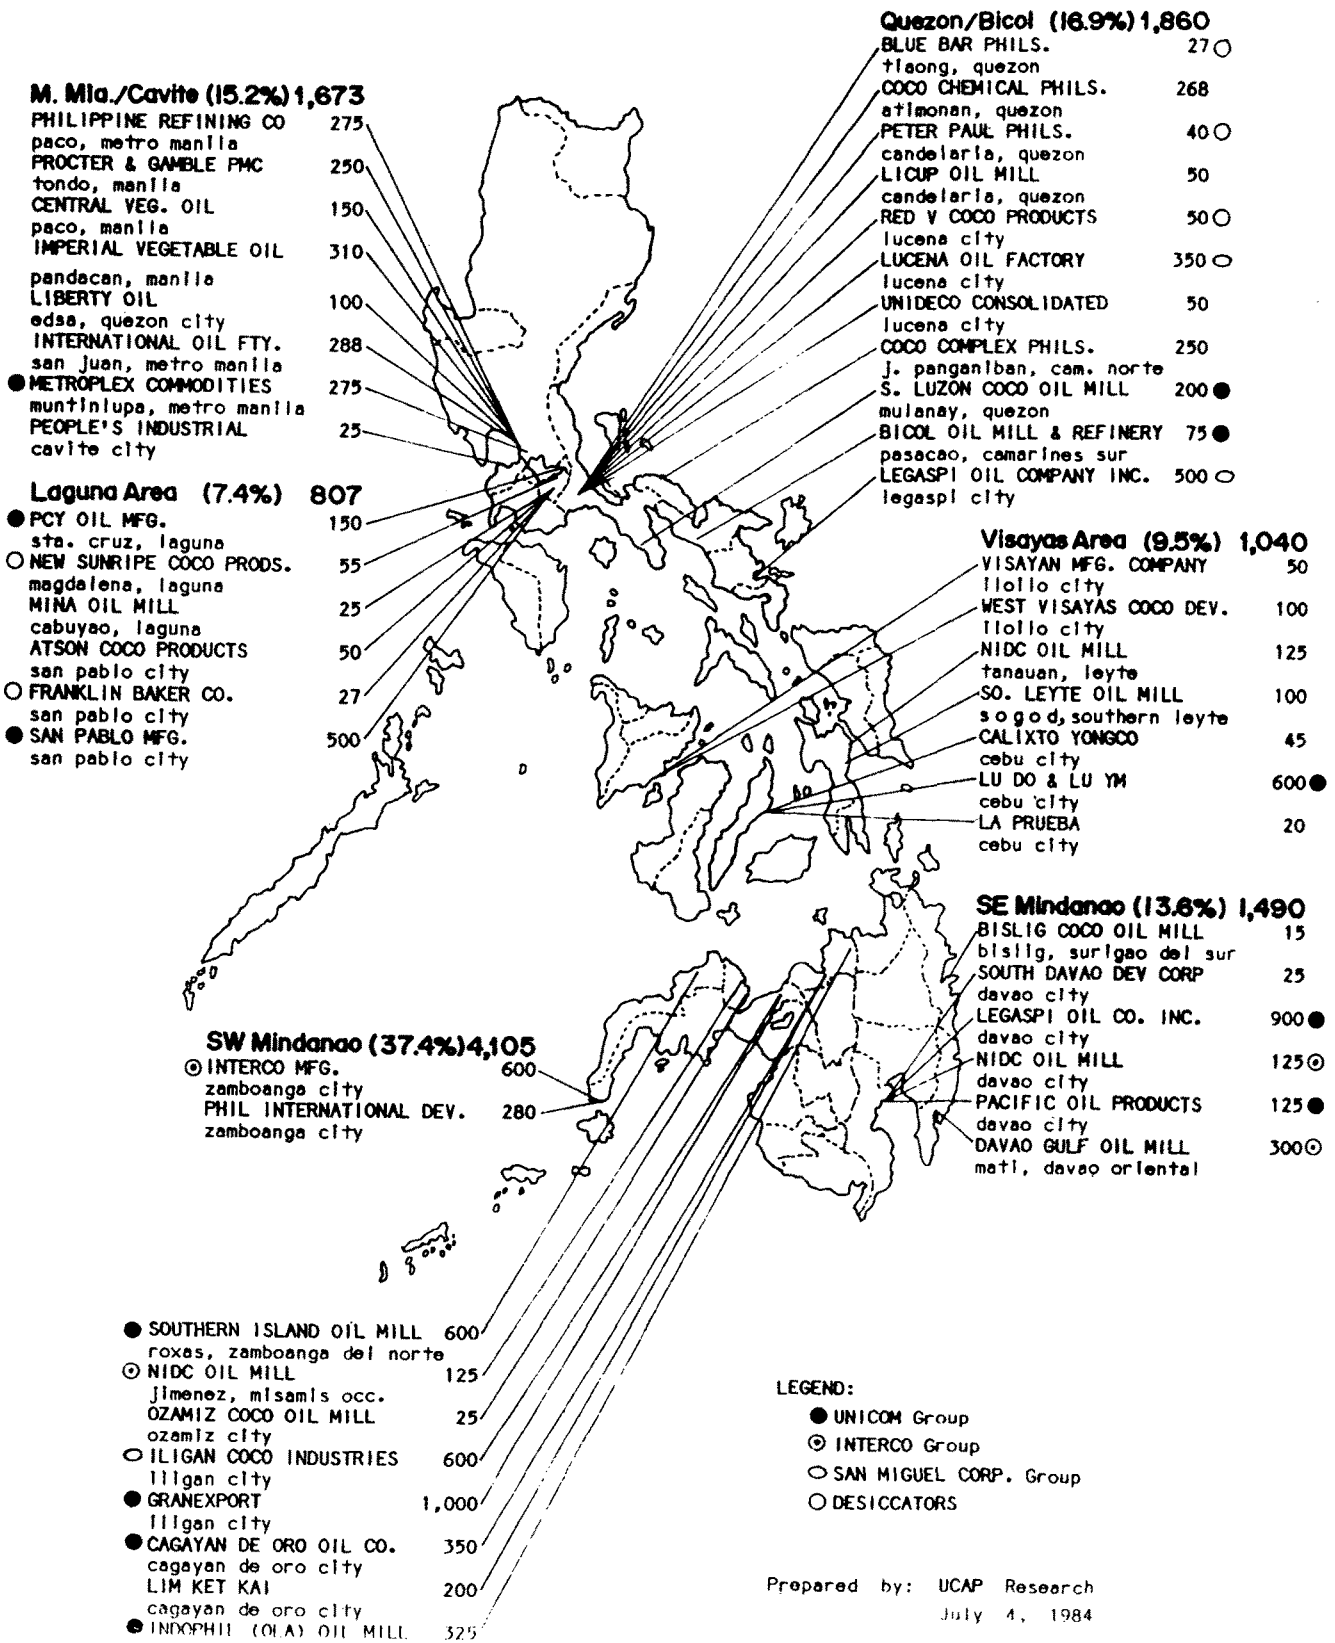 Quezon/Bicol (16.9%) 1,860
BLUE BAR PHILS. 27
tiaong, quezon
COCO CHEMICAL PHILS. 268
atimonan, quezon
PETER PAUL PHILS. 40
candelaria, quezon
LICUP OIL MILL 50
candelaria, quezon
RED V COCO PRODUCTS 50
lucena city
LUCENA OIL FACTORY 350
lucena city
UNIDECO CONSOLIDATED 50
lucena city
COCO COMPLEX PHILS. 250
j. panganiban, cam. norte
S. LUZON COCO OIL MILL 200
mulanay, quezon
BICOL OIL MILL & REFINERY 75
pasacao, camarines sur
LEGASPI OIL COMPANY INC. 500
legaspi city
M. Mla./Cavite (15.2%) 1,673
PHILIPPINE REFINING CO 275
paco, metro manila
PROCTER & GAMBLE PMC 250
tondo, manila
CENTRAL VEG. OIL 150
paco, manila
IMPERIAL VEGETABLE OIL 310
pandacan, manila
LIBERTY OIL 100
edsa, quezon city
INTERNATIONAL OIL FTY. 288
san juan, metro manila
METROPLEX COMMODITIES 275
muntinlupa, metro manila
PEOPLE'S INDUSTRIAL 25
cavite city
Laguna Area (7.4%) 807
PCY OIL MFG. 150
sta. cruz, laguna
NEW SUNRIPE COCO PRODS. 55
magdalena, laguna
MINA OIL MILL 25
cabuyao, laguna
ATSON COCO PRODUCTS 50
san pablo city
FRANKLIN BAKER CO. 27
san pablo city
SAN PABLO MFG. 500
san pablo city
Visayas Area (9.5%) 1,040
VISAYAN MFG. COMPANY 50
iloilo city
WEST VISAYAS COCO DEV. 100
iloilo city
NIDC OIL MILL 125
tanauan, leyte
SO. LEYTE OIL MILL 100
sogod, southern leyte
CALIXTO YONGCO 45
cebu city
LU DO & LU YM 600
cebu city
LA PRUEBA 20
cebu city
SE Mindanao (13.6%) 1,490
BISLIG COCO OIL MILL 15
bislig, surigao del sur
SOUTH DAVAO DEV CORP 25
davao city
LEGASPI OIL CO. INC. 900
davao city
NIDC OIL MILL 125
davao city
PACIFIC OIL PRODUCTS 125
davao city
DAVAO GULF OIL MILL 300
mati, davao oriental
SW Mindanao (37.4%) 4,105
INTERCO MFG. 600
zamboanga city
PHIL INTERNATIONAL DEV. 280
zamboanga city
SOUTHERN ISLAND OIL MILL 600
roxas, zamboanga del norte
NIDC OIL MILL 125
jimenez, misamis occ.
OZAMIZ COCO OIL MILL 25
ozamiz city
ILIGAN COCO INDUSTRIES 600
iligan city
GRANEXPORT 1,000
iligan city
CAGAYAN DE ORO OIL CO. 350
cagayan de oro city
LIM KET KAI 200
cagayan de oro city
INDOPHIL (OLA) OIL MILL 325
LEGEND:
UNICOM Group
INTERCO Group
SAN MIGUEL CORP. Group
DESICCATORS
Prepared by: UCAP Research
July 4, 1984